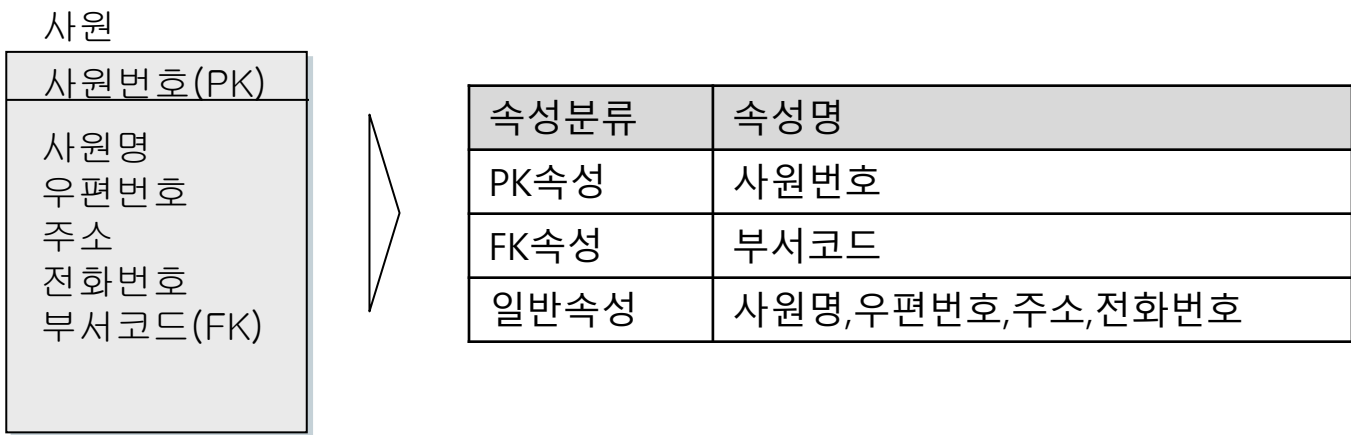 사원
사원번호(PK)
사원명
우편번호
주소
전화번호
부서코드(FK)
속성분류 속성명
PK속성 사원번호
FK속성 부서코드
일반속성 사원명,우편번호,주소,전화번호